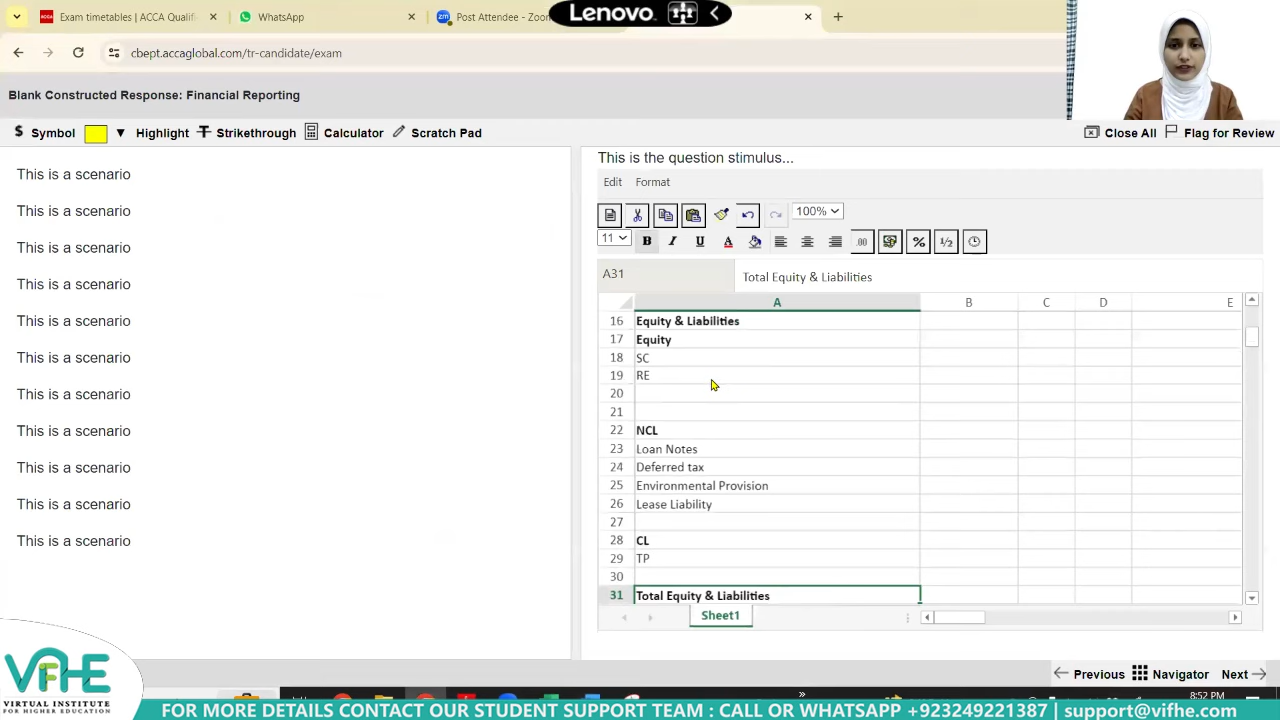 Exam timetables | ACCA Qualifi
WhatsApp
Post Attendee - Zoo
Lenovo
cbept.accaglobal.com/tr-candidate/exam
Blank Constructed Response: Financial Reporting
Symbol
Highlight
Strikethrough
Calculator
Scratch Pad
Close All
Flag for Review
This is a scenario
This is a scenario
This is a scenario
This is a scenario
This is a scenario
This is a scenario
This is a scenario
This is a scenario
This is a scenario
This is a scenario
This is a scenario
This is the question stimulus...
Edit Format
100%
11 B I U A .00 % 1/2
A31 Total Equity & Liabilities
A B C D E
16 Equity & Liabilities
17 Equity
18 SC
19 RE
20
21
22 NCL
23 Loan Notes
24 Deferred tax
25 Environmental Provision
26 Lease Liability
27
28 CL
29 TP
30
31 Total Equity & Liabilities
Sheet1
Previous Navigator Next
8:52 PM
VFHE
VIRTUAL INSTITUTE
FOR HIGHER EDUCATION
FOR MORE DETAILS CONTACT OUR STUDENT SUPPORT TEAM : CALL OR WHATSAPP +923249221387 | support@vifhe.com